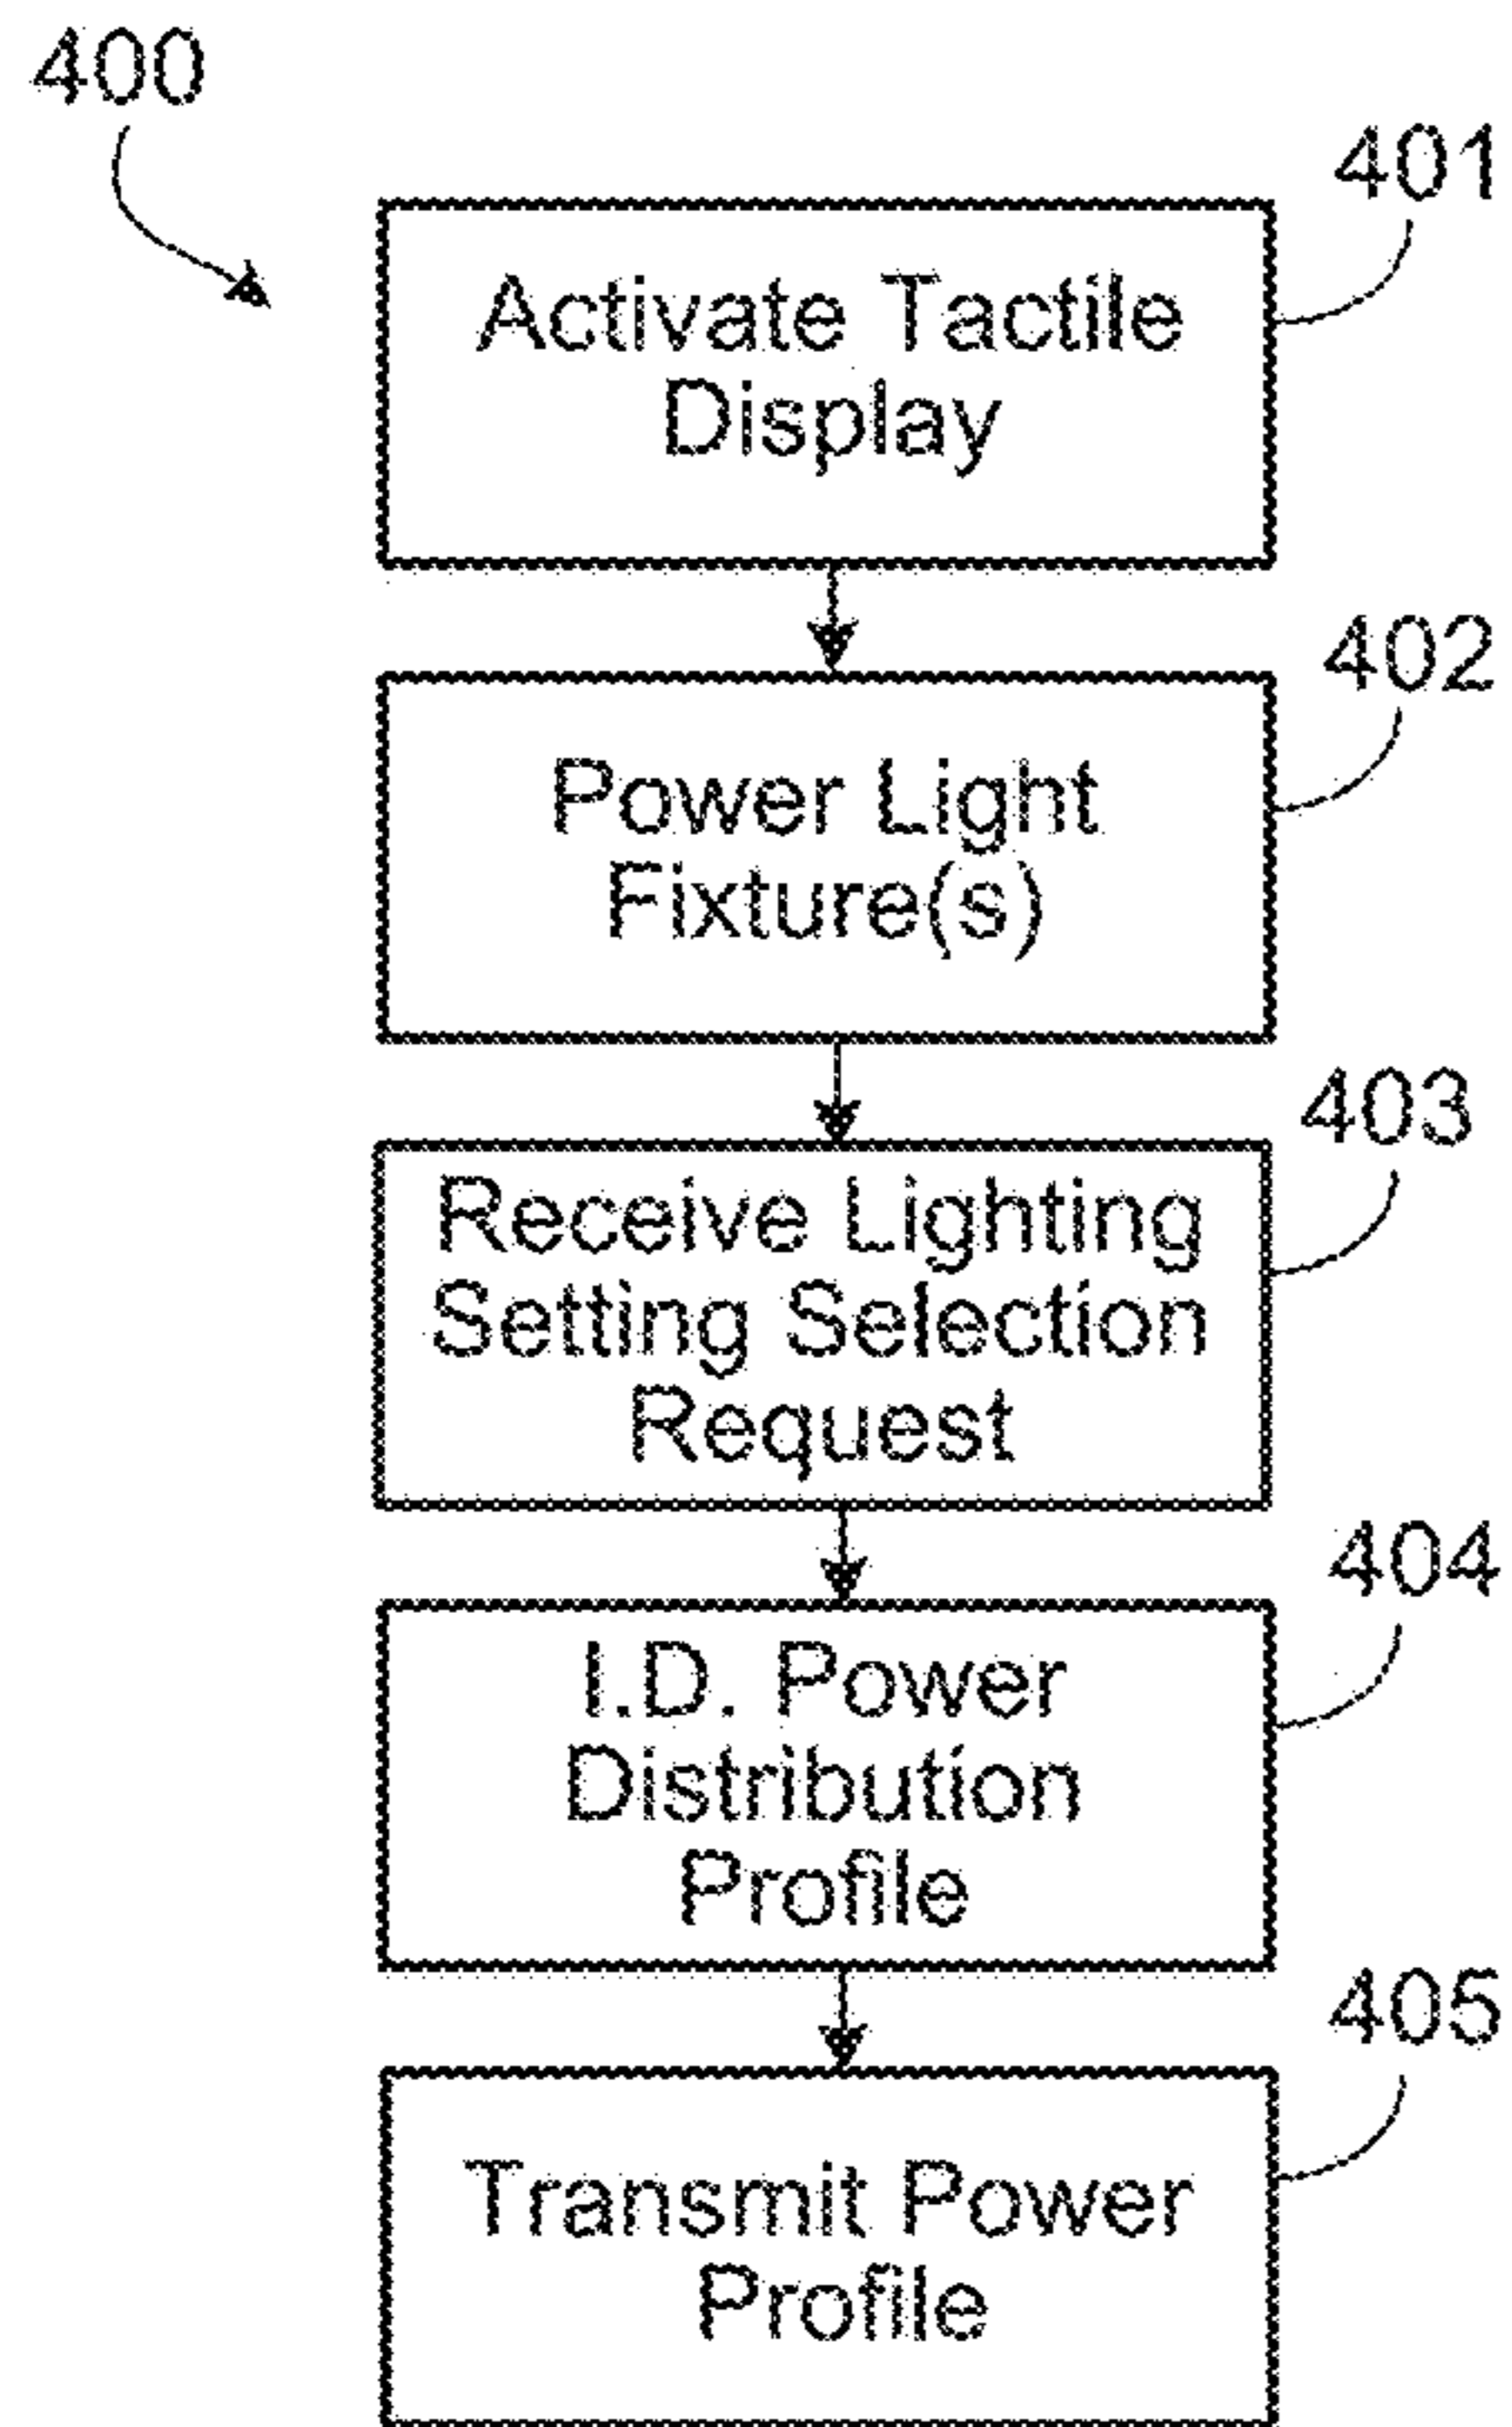 400
401
Activate Tactile
Display
402
Power Light
Fixture(s)
403
Receive Lighting
Setting Selection
Request
404
I.D. Power
Distribution
Profile
405
Transmit Power
Profile